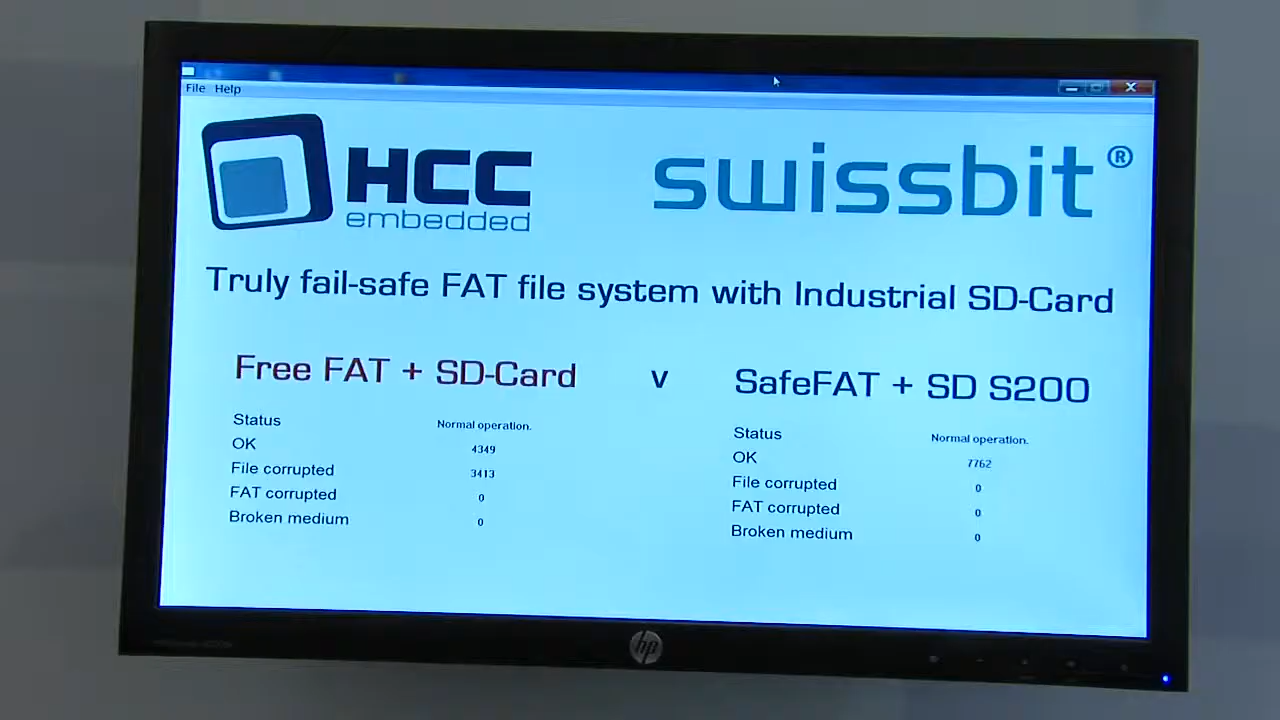 File Help
HCC
embedded
swissbit®
Truly fail-safe FAT file system with Industrial SD-Card
Free FAT + SD-Card v SafeFAT + SD S200
Status Normal operation.
OK 4349
File corrupted 3413
FAT corrupted 0
Broken medium 0
Status Normal operation.
OK 7762
File corrupted 0
FAT corrupted 0
Broken medium 0
hp